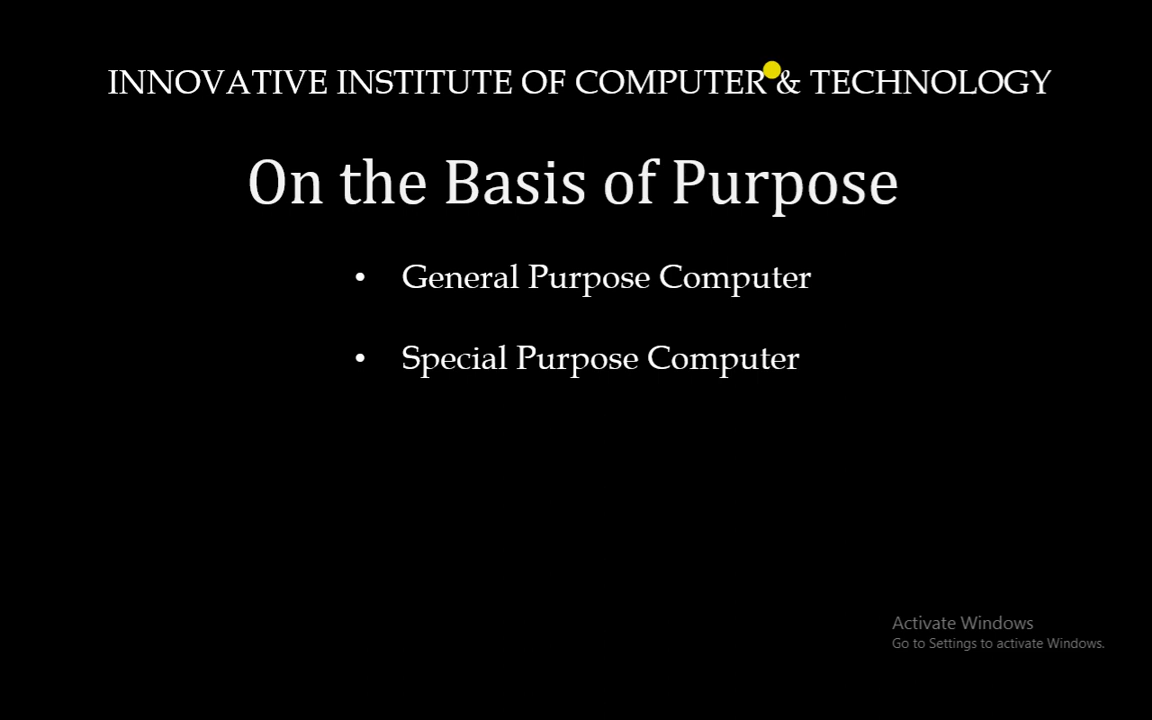 INNOVATIVE INSTITUTE OF COMPUTER & TECHNOLOGY
On the Basis of Purpose
• General Purpose Computer
• Special Purpose Computer
Activate Windows
Go to Settings to activate Windows.